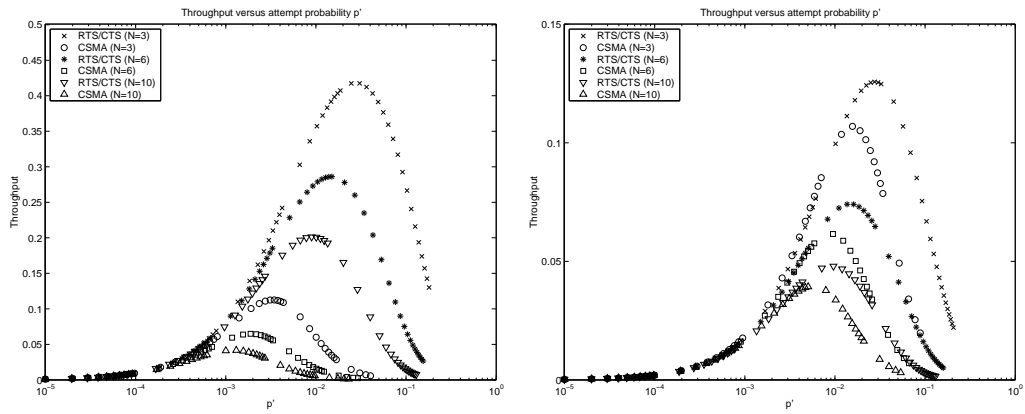 Throughput versus attempt probability p'
0.5
0.45
0.4
0.35
0.3
0.25
0.2
0.15
0.1
0.05
0
Throughput
RTS/CTS (N=3)
CSMA (N=3)
RTS/CTS (N=6)
CSMA (N=6)
RTS/CTS (N=10)
CSMA (N=10)
10^-5
10^-4
10^-3
10^-2
10^-1
10^0
p'
Throughput versus attempt probability p'
0.15
0.1
0.05
0
Throughput
RTS/CTS (N=3)
CSMA (N=3)
RTS/CTS (N=6)
CSMA (N=6)
RTS/CTS (N=10)
CSMA (N=10)
10^-5
10^-4
10^-3
10^-2
10^-1
10^0
p'